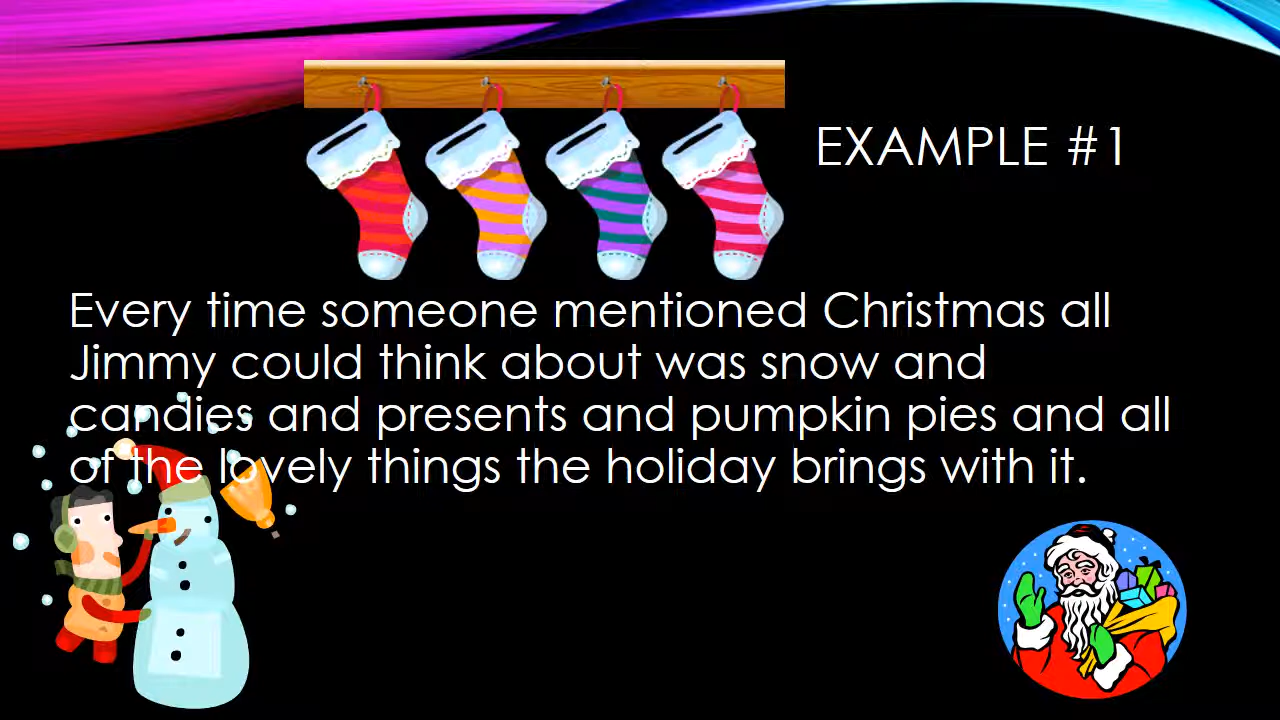 EXAMPLE #1
Every time someone mentioned Christmas all
Jimmy could think about was snow and
candies and presents and pumpkin pies and all
of the lovely things the holiday brings with it.